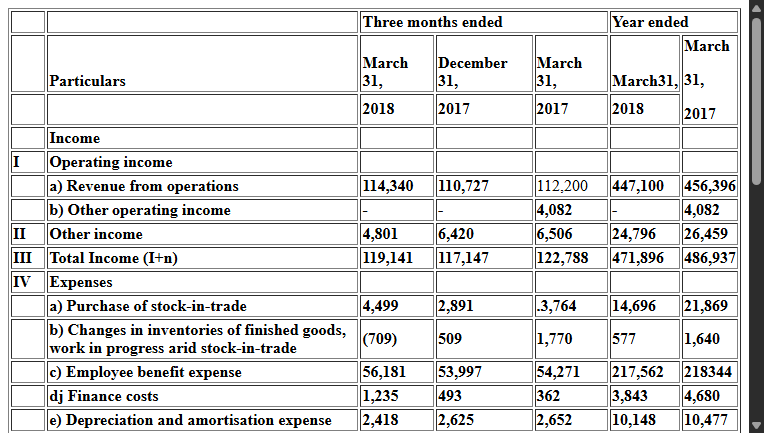 Three months ended Year ended
Particulars March 31, December 31, March 31, March31, March 31,
2018 2017 2017 2018 2017
Income
I Operating income
a) Revenue from operations 114,340 110,727 112,200 447,100 456,396
b) Other operating income - - 4,082 - 4,082
II Other income 4,801 6,420 6,506 24,796 26,459
III Total Income (I+n) 119,141 117,147 122,788 471,896 486,937
IV Expenses
a) Purchase of stock-in-trade 4,499 2,891 .3,764 14,696 21,869
b) Changes in inventories of finished goods,
work in progress arid stock-in-trade (709) 509 1,770 577 1,640
c) Employee benefit expense 56,181 53,997 54,271 217,562 218344
dj Finance costs 1,235 493 362 3,843 4,680
e) Depreciation and amortisation expense 2,418 2,625 2,652 10,148 10,477